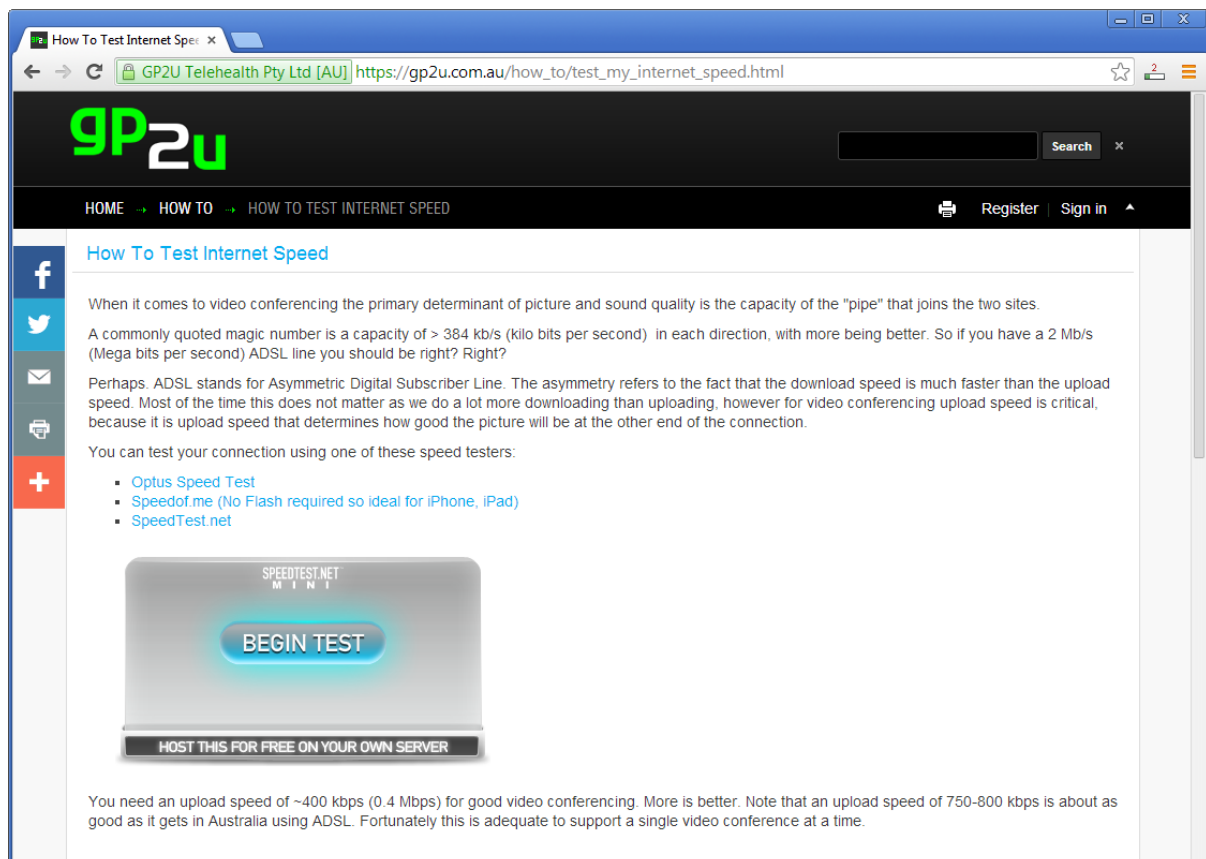 How To Test Internet Spee
GP2U Telehealth Pty Ltd [AU] https://gp2u.com.au/how_to/test_my_internet_speed.html
2
gP2u
Search ×
HOME → HOW TO → HOW TO TEST INTERNET SPEED
Register | Sign in
How To Test Internet Speed
When it comes to video conferencing the primary determinant of picture and sound quality is the capacity of the "pipe" that joins the two sites.
A commonly quoted magic number is a capacity of > 384 kb/s (kilo bits per second) in each direction, with more being better. So if you have a 2 Mb/s
(Mega bits per second) ADSL line you should be right? Right?
Perhaps. ADSL stands for Asymmetric Digital Subscriber Line. The asymmetry refers to the fact that the download speed is much faster than the upload
speed. Most of the time this does not matter as we do a lot more downloading than uploading, however for video conferencing upload speed is critical,
because it is upload speed that determines how good the picture will be at the other end of the connection.
You can test your connection using one of these speed testers:
Optus Speed Test
Speedof.me (No Flash required so ideal for iPhone, iPad)
SpeedTest.net
SPEEDTEST.NET
MINI
BEGIN TEST
HOST THIS FOR FREE ON YOUR OWN SERVER
You need an upload speed of ~400 kbps (0.4 Mbps) for good video conferencing. More is better. Note that an upload speed of 750-800 kbps is about as
good as it gets in Australia using ADSL. Fortunately this is adequate to support a single video conference at a time.